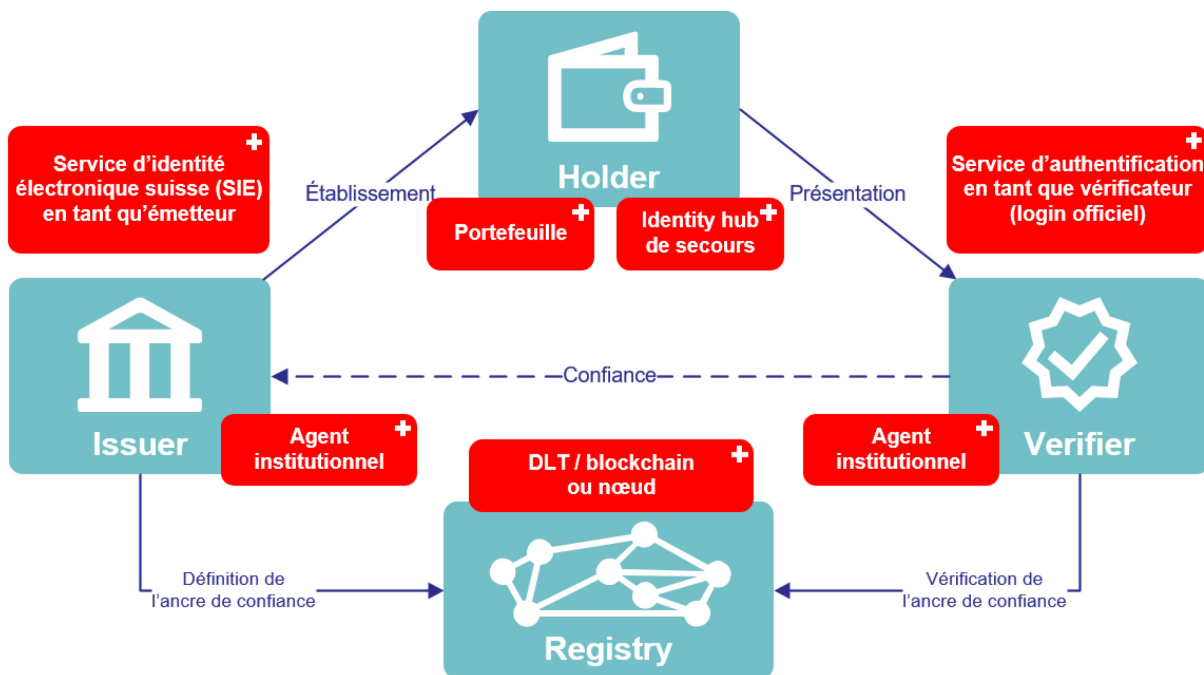 Service d’identité
électronique suisse (SIE)
en tant qu’émetteur
Établissement
Holder
Portefeuille
Identity hub
de secours
Présentation
Service d’authentification
en tant que vérificateur
(login officiel)
Confiance
Issuer
Agent
institutionnel
DLT / blockchain
ou nœud
Agent
institutionnel
Verifier
Définition de
l’ancre de confiance
Registry
Vérification de
l’ancre de confiance